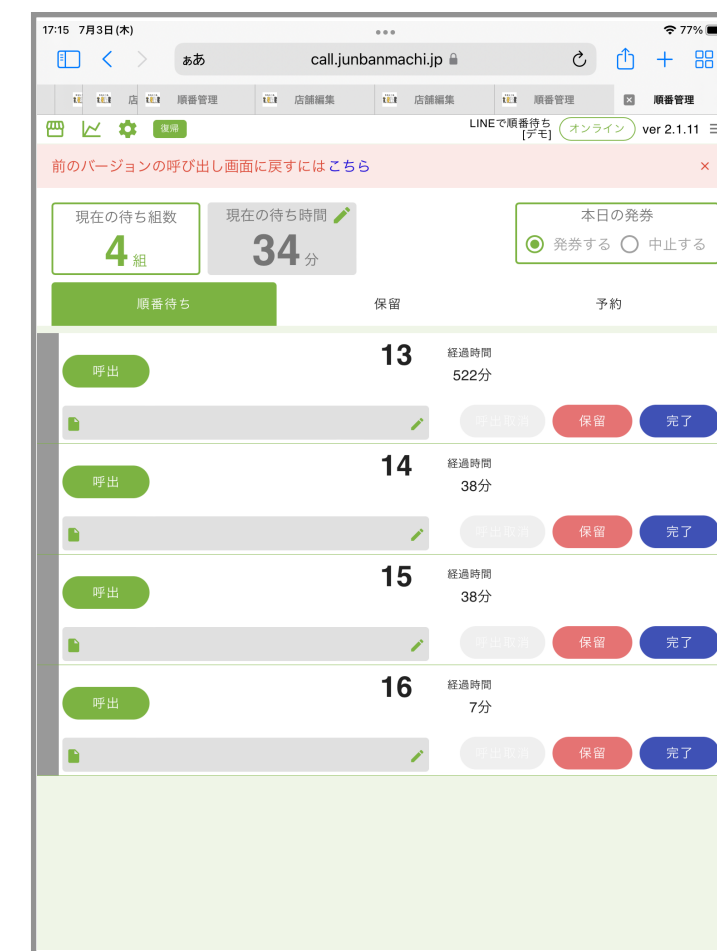 17:15 7月3日(木)
77%
ぁあ
call.junbanmachi.jp
店
順番管理
店舗編集
店舗編集
順番管理
順番管理
復帰
LINEで順番待ち
[デモ]
オンライン
ver 2.1.11
前のバージョンの呼び出し画面に戻すにはこちら
×
現在の待ち組数
4組
現在の待ち時間
34分
本日の発券
発券する
中止する
順番待ち
保留
予約
呼出
13
経過時間
522分
呼出取消
保留
完了
呼出
14
経過時間
38分
呼出取消
保留
完了
呼出
15
経過時間
38分
呼出取消
保留
完了
呼出
16
経過時間
7分
呼出取消
保留
完了